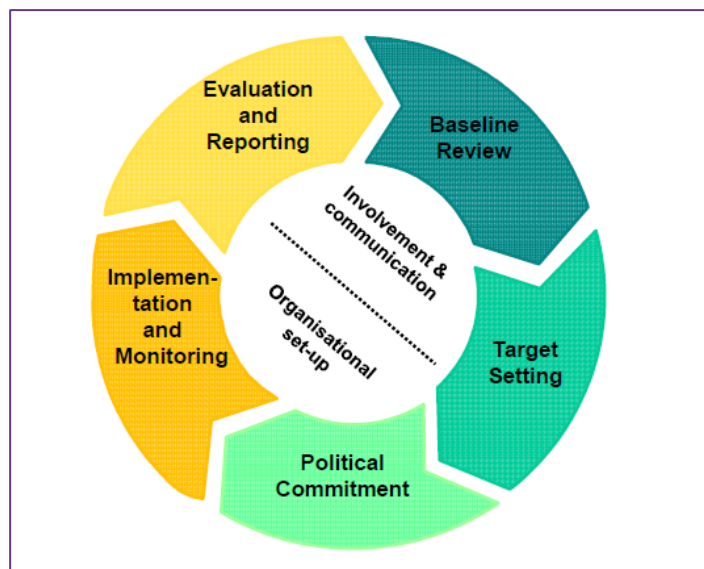 Evaluation
and
Reporting
Baseline
Review
Involvement &
communication
Organisational
set-up
Implemen-
tation
and
Monitoring
Target
Setting
Political
Commitment